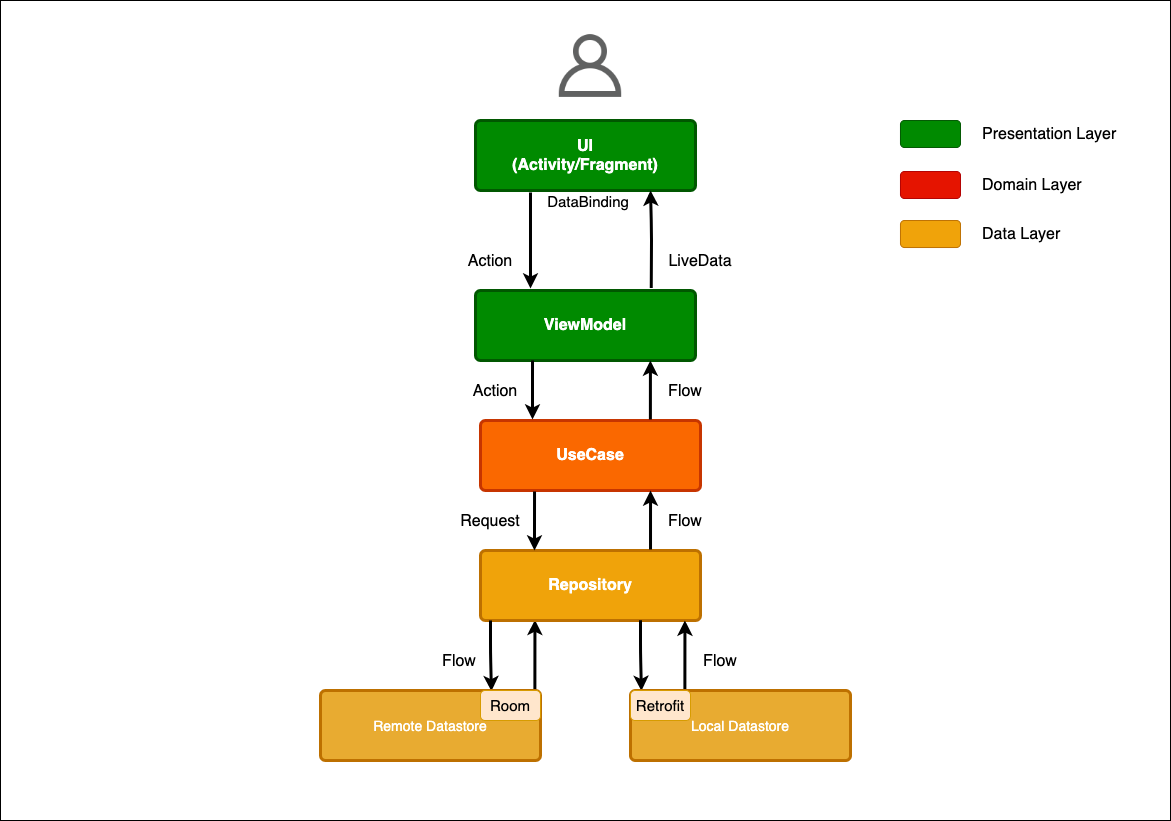 UI
(Activity/Fragment)
DataBinding
Action
LiveData
ViewModel
Action
Flow
UseCase
Request
Flow
Repository
Flow
Flow
Room
Remote Datastore
Retrofit
Local Datastore
Presentation Layer
Domain Layer
Data Layer